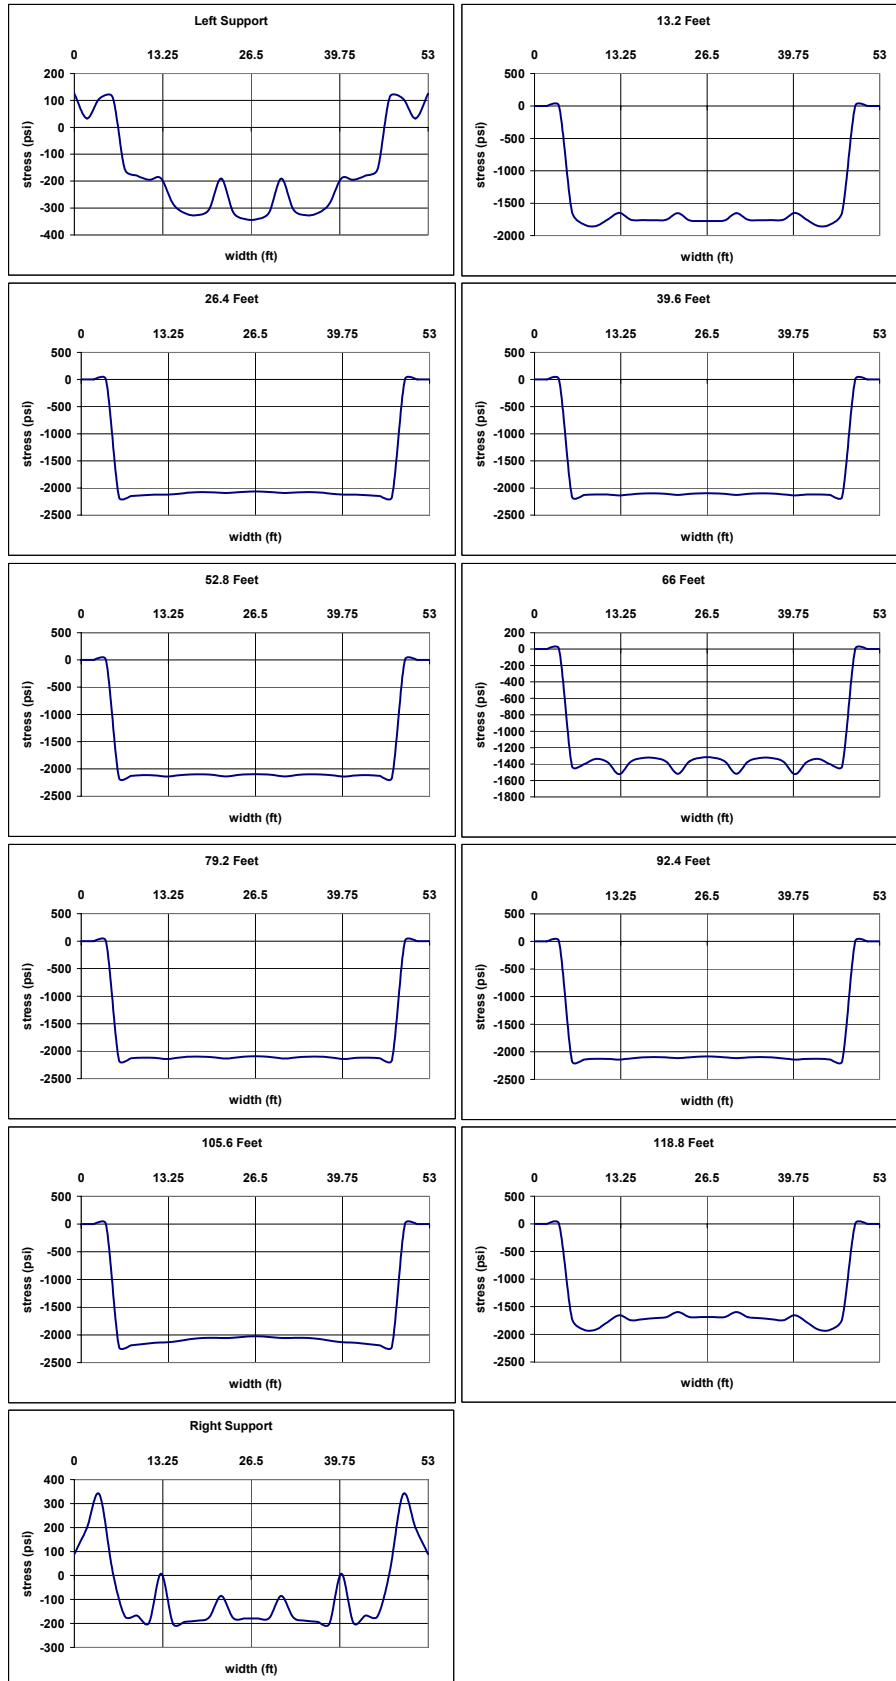 Left Support
0 13.25 26.5 39.75 53
200
100
0
-100
-200
-300
-400
stress (psi)
width (ft)
13.2 Feet
0 13.25 26.5 39.75 53
500
0
-500
-1000
-1500
-2000
stress (psi)
width (ft)
26.4 Feet
0 13.25 26.5 39.75 53
500
0
-500
-1000
-1500
-2000
-2500
stress (psi)
width (ft)
39.6 Feet
0 13.25 26.5 39.75 53
500
0
-500
-1000
-1500
-2000
-2500
stress (psi)
width (ft)
52.8 Feet
0 13.25 26.5 39.75 53
500
0
-500
-1000
-1500
-2000
-2500
stress (psi)
width (ft)
66 Feet
0 13.25 26.5 39.75 53
200
0
-200
-400
-600
-800
-1000
-1200
-1400
-1600
-1800
stress (psi)
width (ft)
79.2 Feet
0 13.25 26.5 39.75 53
500
0
-500
-1000
-1500
-2000
-2500
stress (psi)
width (ft)
92.4 Feet
0 13.25 26.5 39.75 53
500
0
-500
-1000
-1500
-2000
-2500
stress (psi)
width (ft)
105.6 Feet
0 13.25 26.5 39.75 53
500
0
-500
-1000
-1500
-2000
-2500
stress (psi)
width (ft)
118.8 Feet
0 13.25 26.5 39.75 53
500
0
-500
-1000
-1500
-2000
-2500
stress (psi)
width (ft)
Right Support
0 13.25 26.5 39.75 53
400
300
200
100
0
-100
-200
-300
stress (psi)
width (ft)